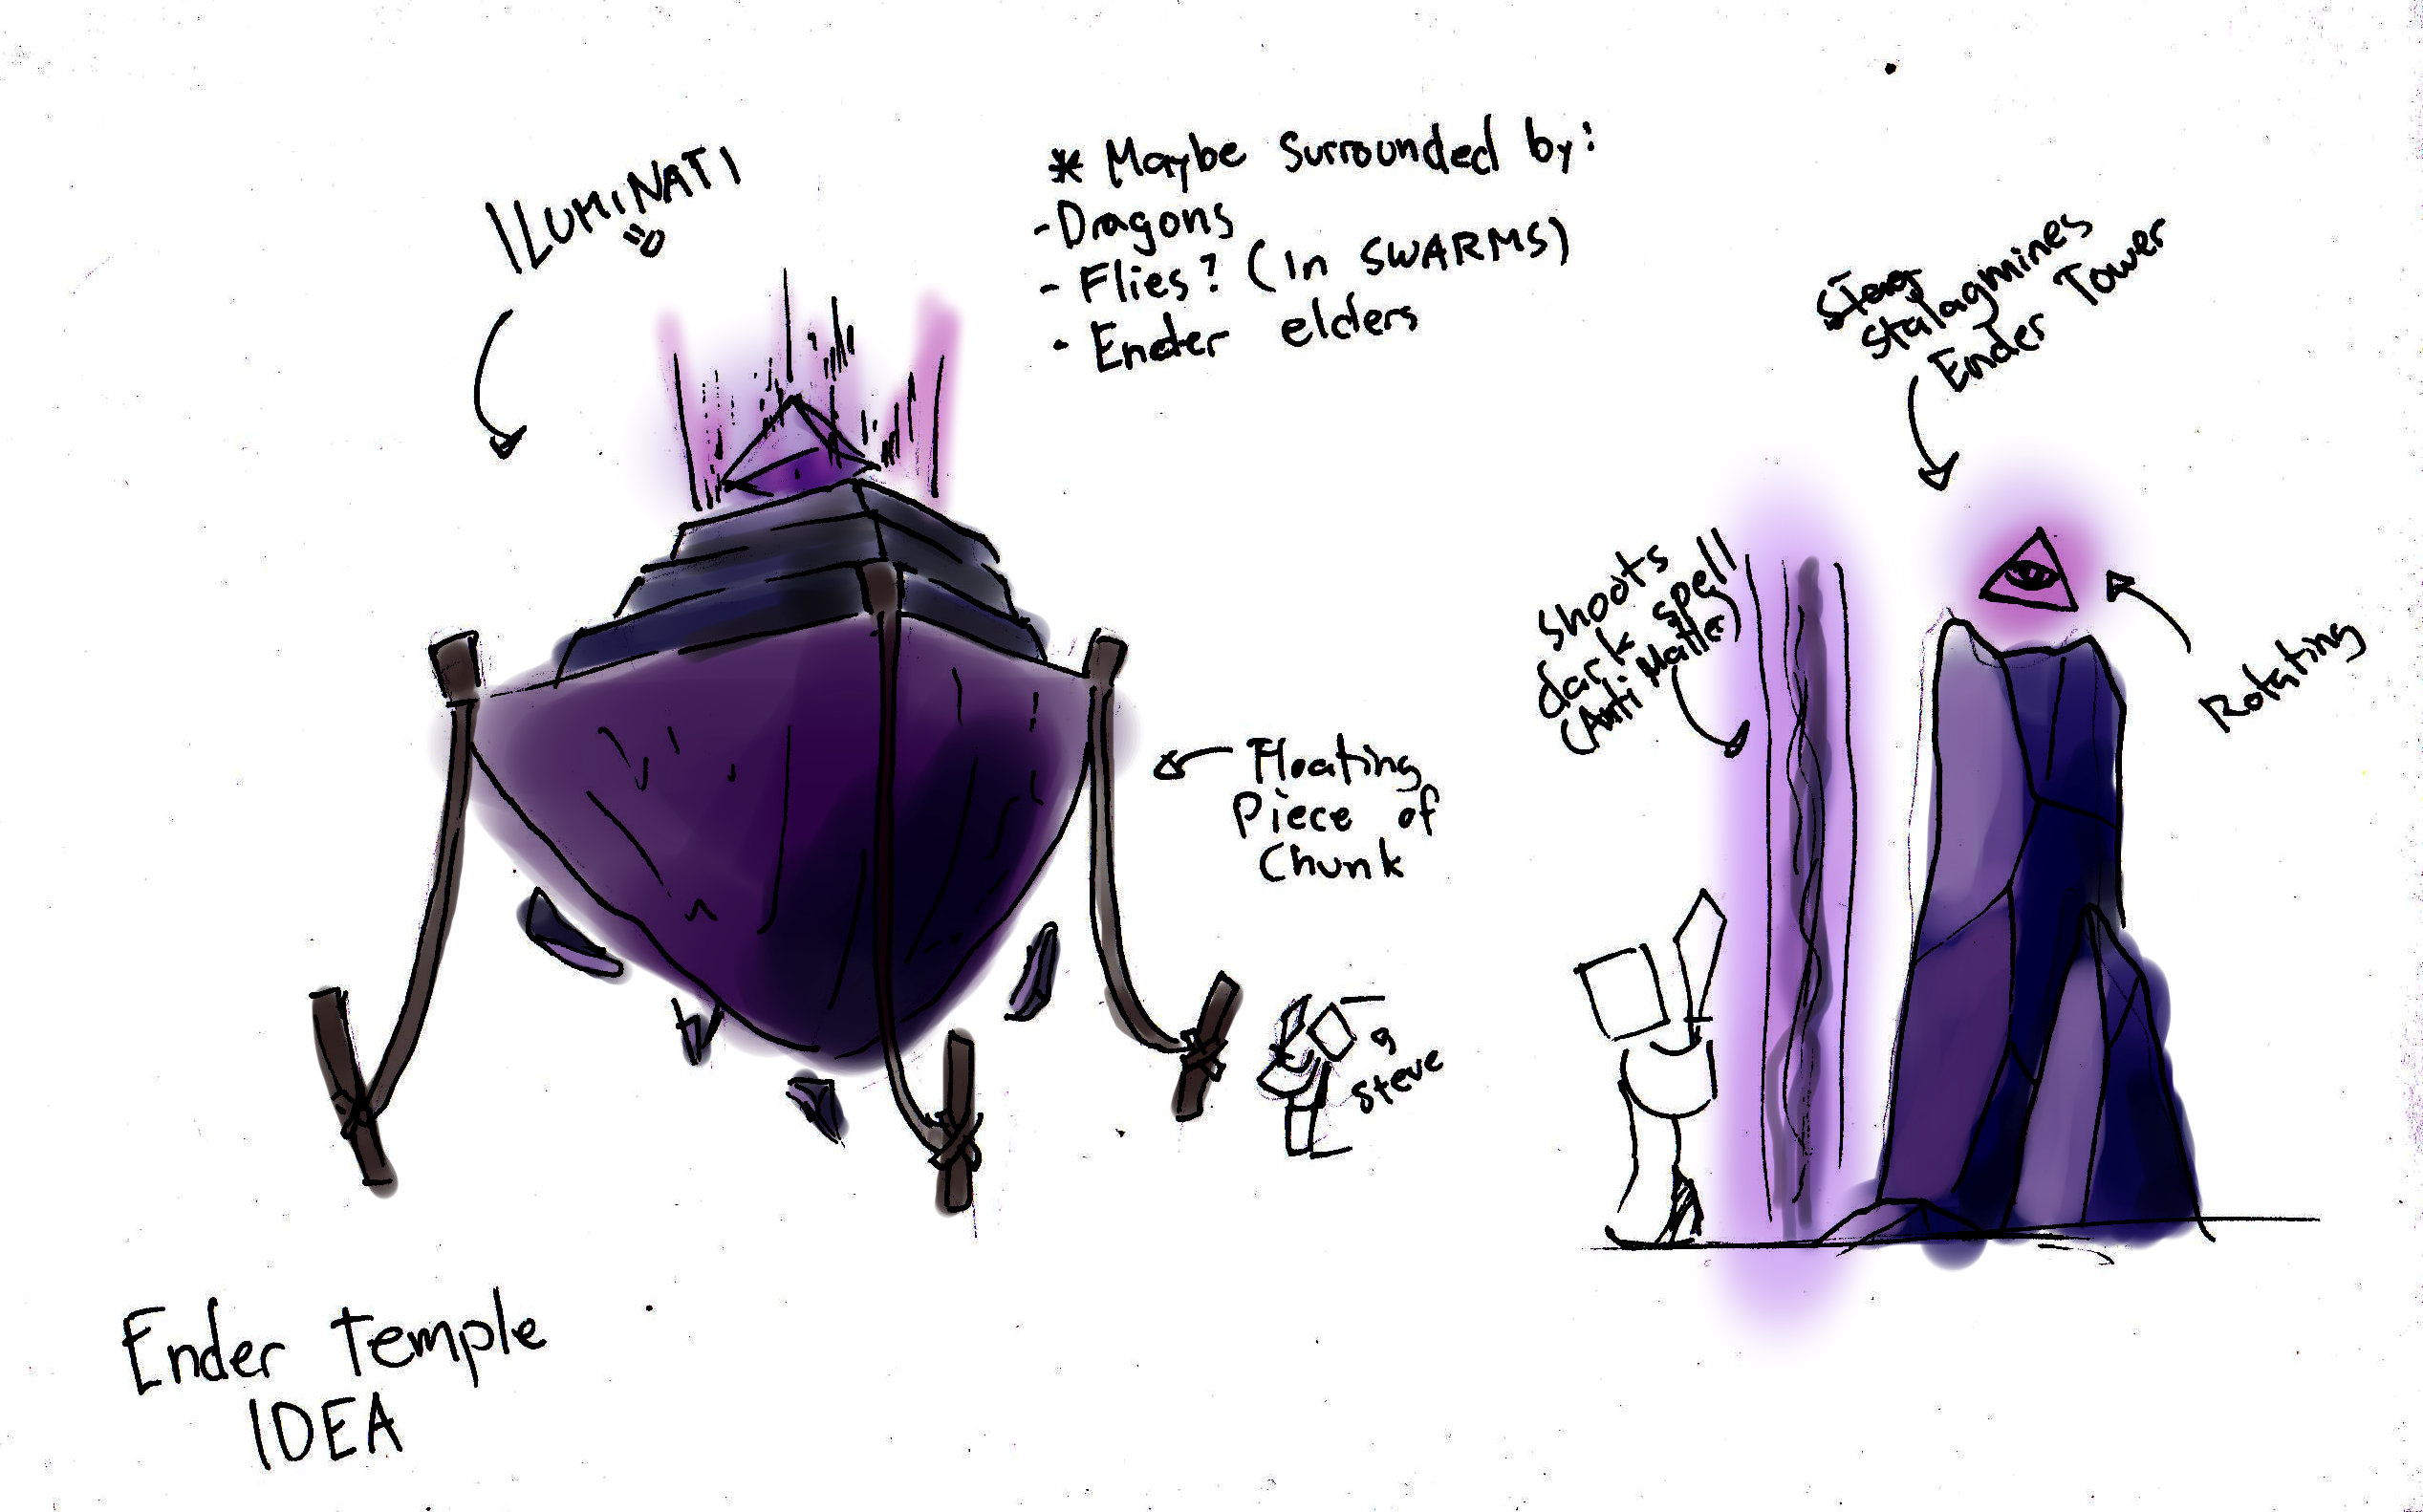 ILUMINATI
=D
* Maybe Surrounded by:
- Dragons
- Flies? (In SWARMS)
- Ender elders
Stag
stalagmines
Ender Tower
Shoots
dark spell
(Anti Matter)
Rotating
Floating
Piece of
Chunk
Steve
Ender Temple
IDEA